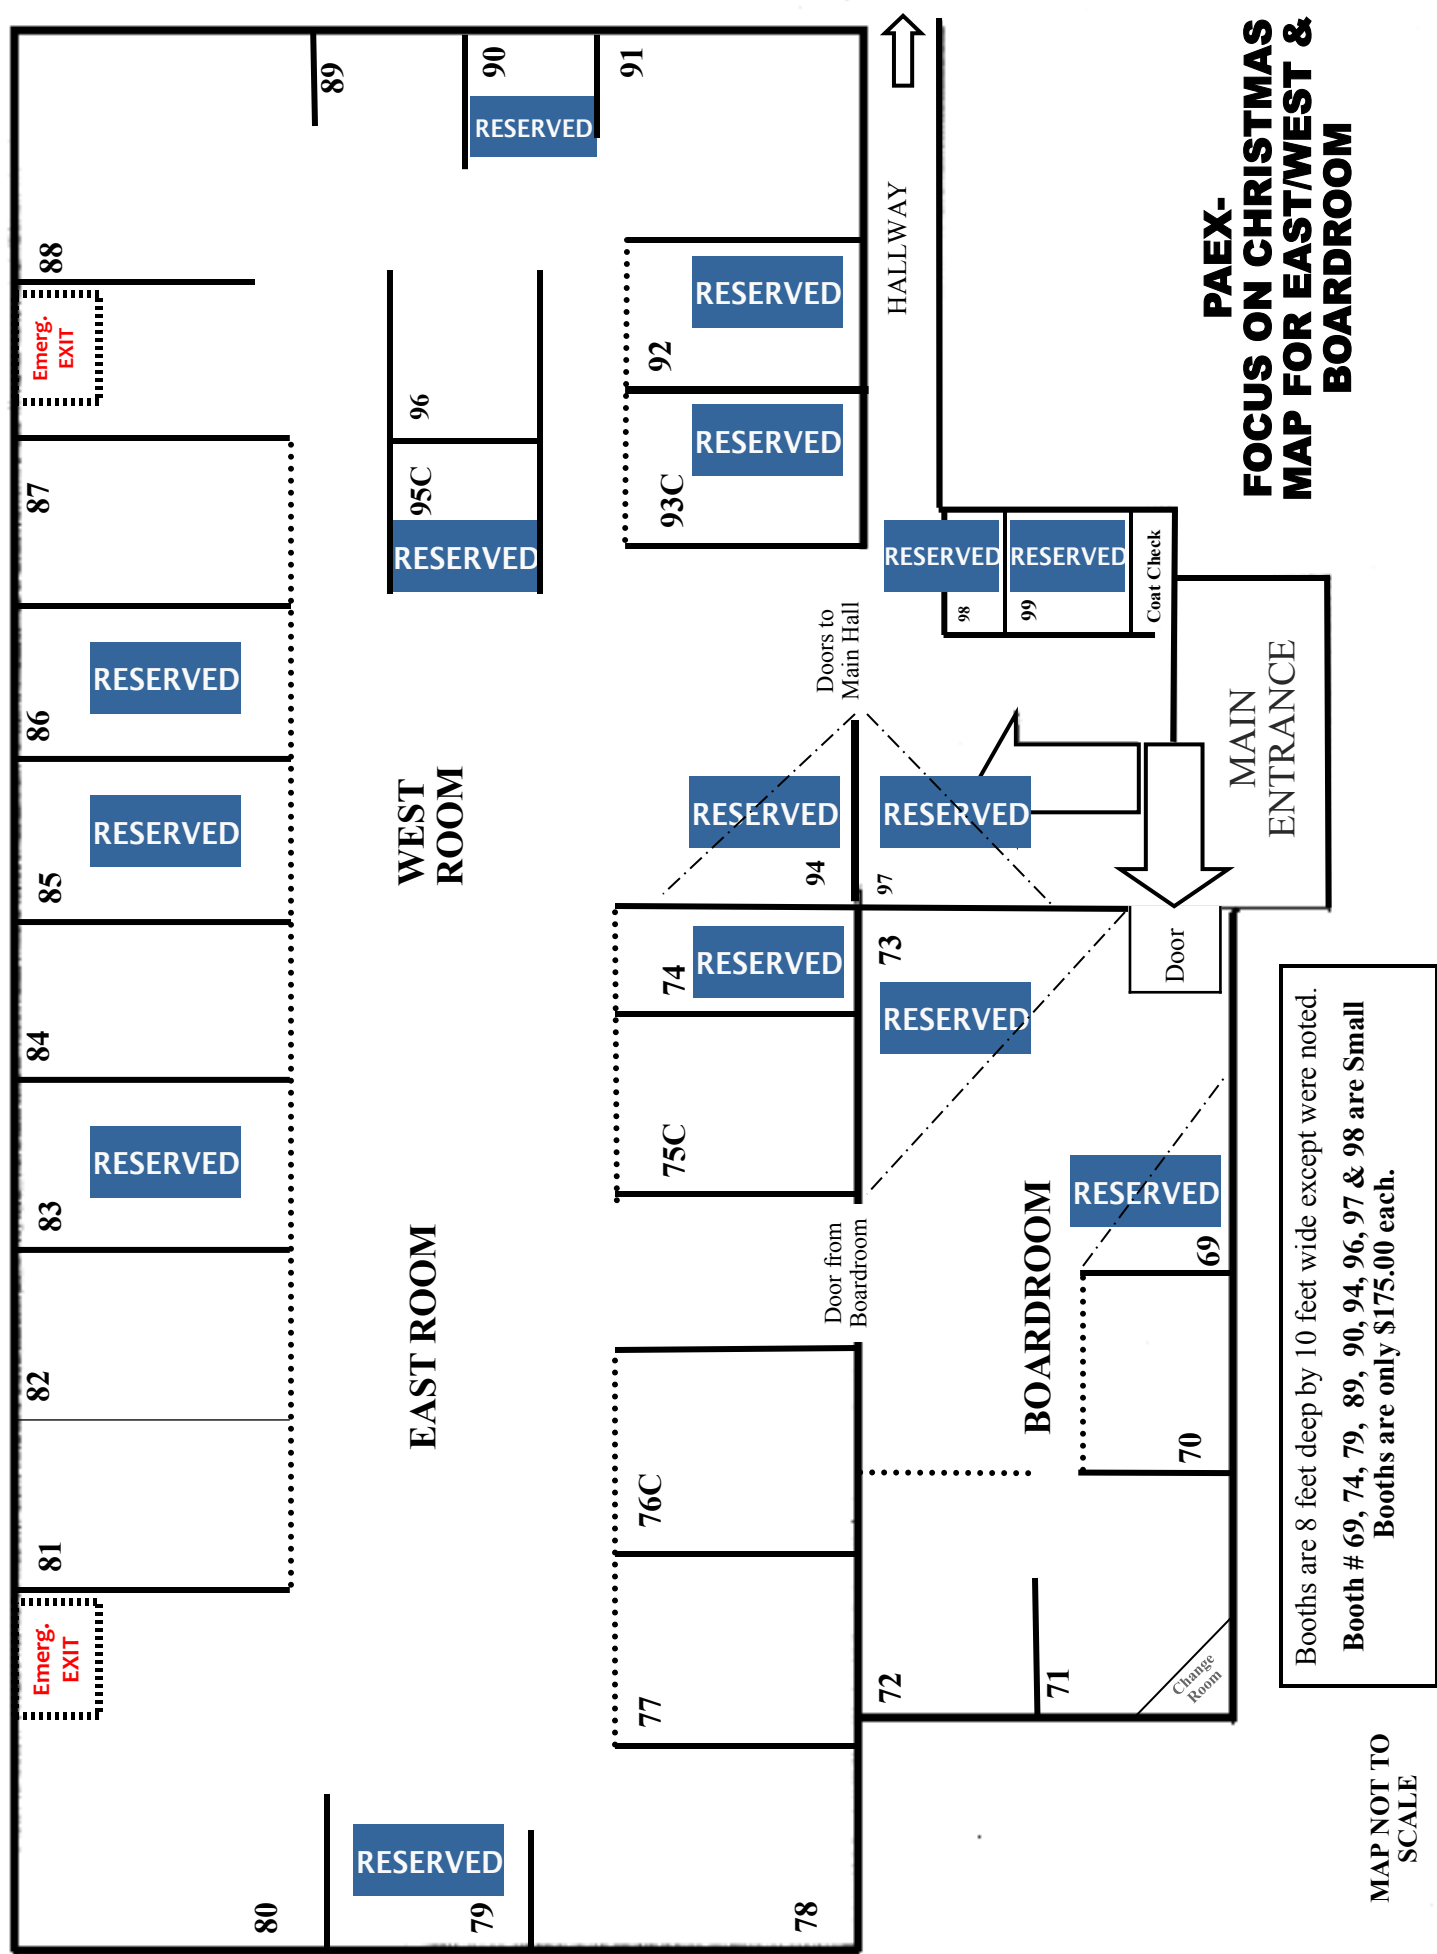 81
82
83
84
85
86
87
88
Emerg.
EXIT
Emerg.
EXIT
RESERVED
RESERVED
RESERVED
80
89
RESERVED
79
EAST ROOM
WEST
ROOM
RESERVED
95C
96
90
RESERVED
91
77
76C
75C
74
RESERVED
93C
RESERVED
92
RESERVED
78
RESERVED
94
Door from
Boardroom
Doors to
Main Hall
72
73
RESERVED
97
RESERVED
98
RESERVED
HALLWAY
71
BOARDROOM
99
RESERVED
69
RESERVED
70
Change
Room
Door
Coat Check
MAIN
ENTRANCE
PAEX-
FOCUS ON CHRISTMAS
MAP FOR EAST/WEST &
BOARDROOM
Booths are 8 feet deep by 10 feet wide except were noted.
Booth # 69, 74, 79, 89, 90, 94, 96, 97 & 98 are Small
Booths are only $175.00 each.
MAP NOT TO
SCALE